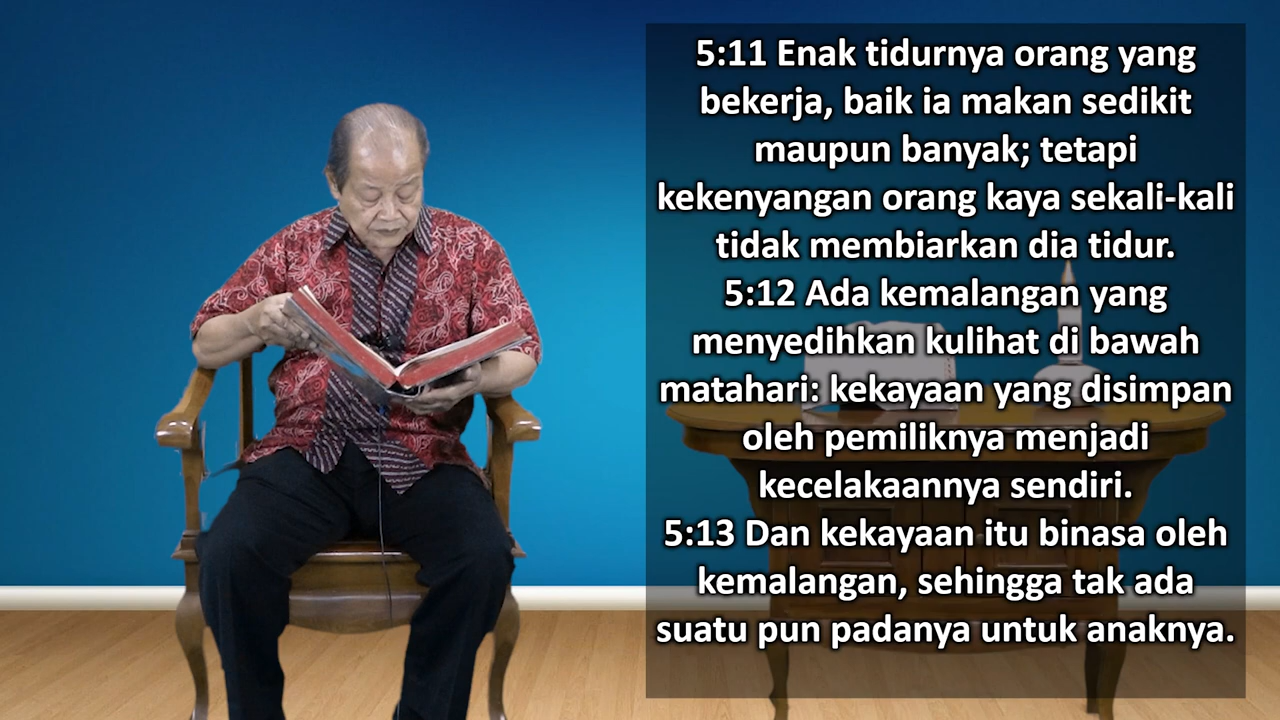 5:11 Enak tidurnya orang yang
bekerja, baik ia makan sedikit
maupun banyak; tetapi
kekenyangan orang kaya sekali-kali
tidak membiarkan dia tidur.
5:12 Ada kemalangan yang
menyedihkan kulihat di bawah
matahari: kekayaan yang disimpan
oleh pemiliknya menjadi
kecelakaannya sendiri.
5:13 Dan kekayaan itu binasa oleh
kemalangan, sehingga tak ada
suatu pun padanya untuk anaknya.